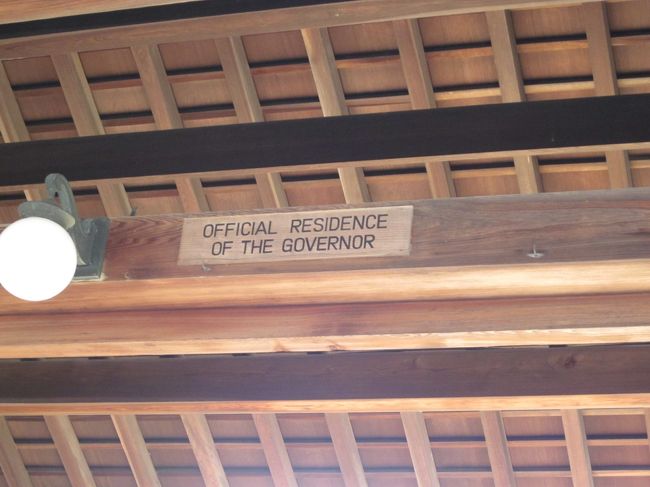 OFFICIAL RESIDENCE
OF THE GOVERNOR